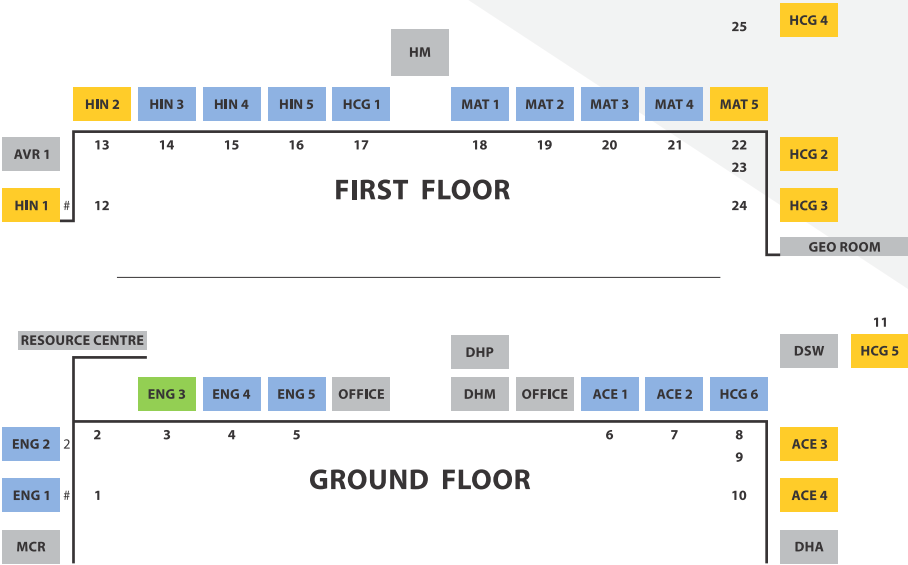 25 HCG 4
HM
HIN 2 HIN 3 HIN 4 HIN 5 HCG 1 MAT 1 MAT 2 MAT 3 MAT 4 MAT 5
AVR 1 13 14 15 16 17 18 19 20 21 22 HCG 2
23
FIRST FLOOR
HIN 1 # 12 24 HCG 3
GEO ROOM
11
RESOURCE CENTRE DHP DSW HCG 5
ENG 3 ENG 4 ENG 5 OFFICE DHM OFFICE ACE 1 ACE 2 HCG 6
ENG 2 2 2 3 4 5 6 7 8 ACE 3
9
GROUND FLOOR
ENG 1 # 1 10 ACE 4
MCR DHA